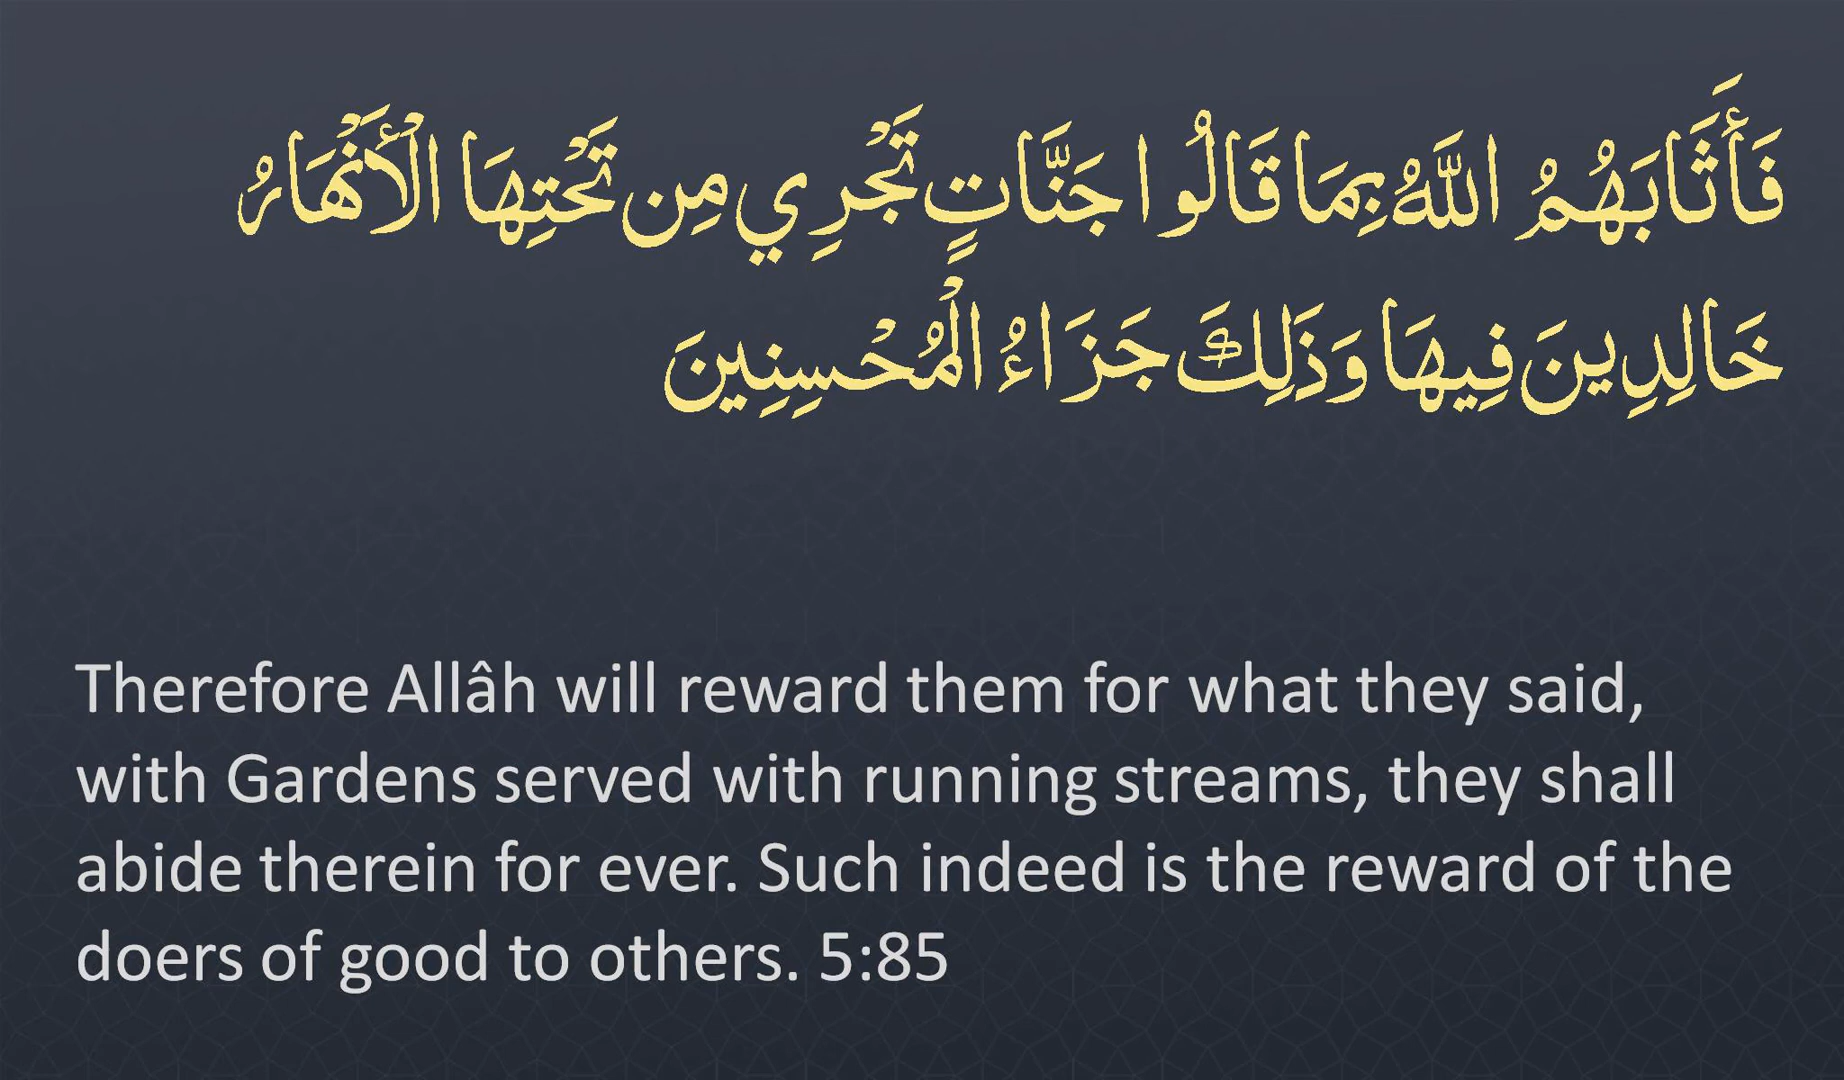 فَأَثَابَهُمُ اللَّهُ بِمَا قَالُوا جَنَّاتٍ تَجْرِي مِن تَحْتِهَا الْأَنْهَارُ
خَالِدِينَ فِيهَا وَذَٰلِكَ جَزَاءُ الْمُحْسِنِينَ
Therefore Allâh will reward them for what they said,
with Gardens served with running streams, they shall
abide therein for ever. Such indeed is the reward of the
doers of good to others. 5:85